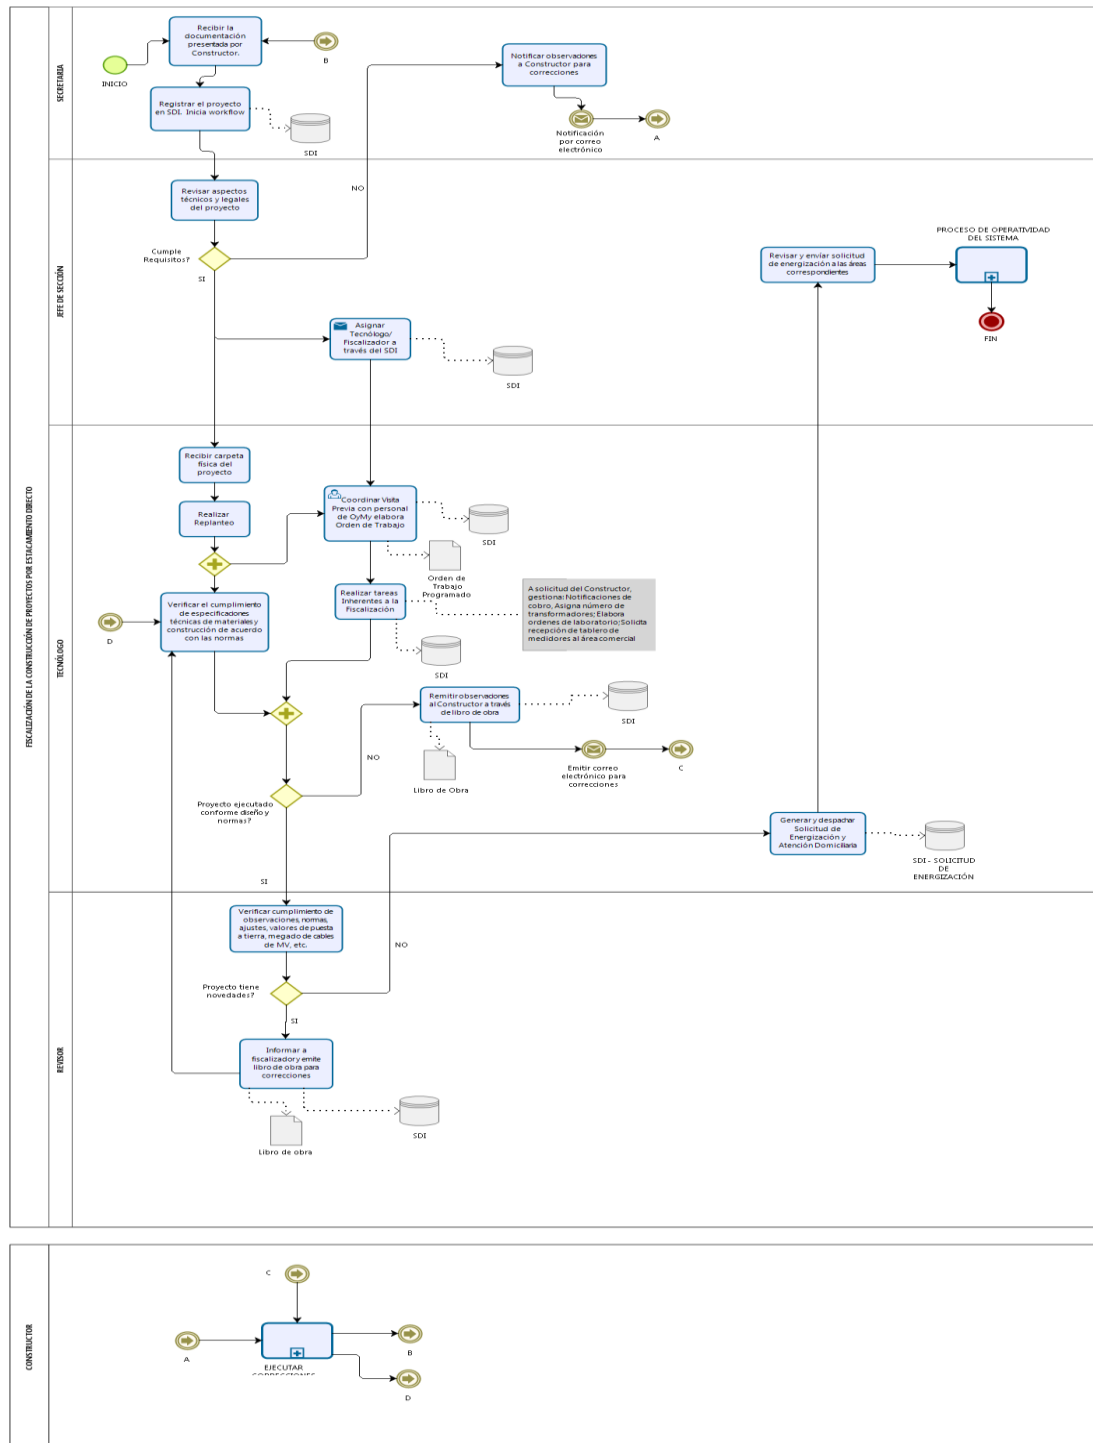 FISCALIZACIÓN DE LA CONSTRUCCIÓN DE PROYECTOS POR ESTACAMIENTO DIRECTO
SECRETARIA
Recibir la
documentación
presentada por
Constructor.
B
INICIO
Registrar el proyecto
en SDI. Inicia workflow
SDI
Notificar observaciones
a Constructor para
correcciones
Notificación
por correo
electrónico
A
JEFE DE SECCIÓN
Revisar aspectos
técnicos y legales
del proyecto
NO
Cumple
Requisitos?
SI
Asignar
Tecnólogo/
Fiscalizador a
través del SDI
SDI
Revisar y envíar solicitud
de energización a las áreas
correspondientes
PROCESO DE OPERATIVIDAD
DEL SISTEMA
FIN
TECNÓLOGO
Recibir carpeta
física del
proyecto
Realizar
Replanteo
Coordinar Visita
Previa con personal
de OyMy elabora
Orden de Trabajo
SDI
Orden de
Trabajo
Programado
D
Verificar el cumplimiento
de especificaciones
técnicas de materiales y
construcción de acuerdo
con las normas
Realizar tareas
Inherentes a la
Fiscalización
SDI
A solicitud del Constructor,
gestiona: Notificaciones de
cobro, Asigna número de
transformadores; Elabora
ordenes de laboratorio; Solicita
recepción de tablero de
medidores al área comercial
Remitir observaciones
al Constructor a través
de libro de obra
SDI
NO
Libro de Obra
Emitir correo
electrónico para
correcciones
C
Proyecto ejecutado
conforme diseño y
normas?
SI
Generar y despachar
Solicitud de
Energización y
Atención Domiciliaria
SDI - SOLICITUD
DE
ENERGIZACIÓN
REVISOR
Verificar cumplimiento de
observaciones, normas,
ajustes, valores de puesta
a tierra, megado de cables
de MV, etc.
NO
Proyecto tiene
novedades?
SI
Informar a
fiscalizador y emite
libro de obra para
correcciones
SDI
Libro de obra
CONSTRUCTOR
C
A
B
D
EJECUTAR
CORRECCIONES